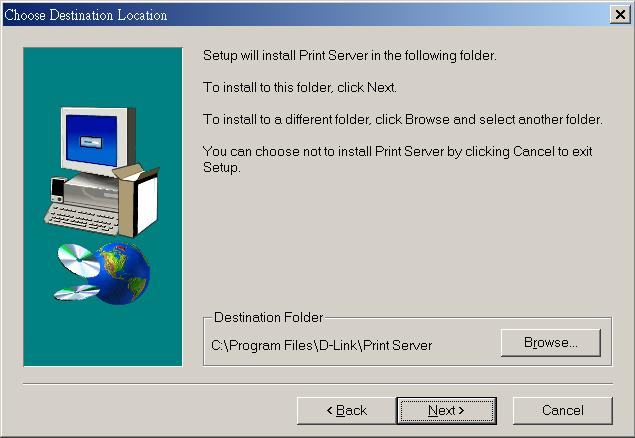 Choose Destination Location
Setup will install Print Server in the following folder.
To install to this folder, click Next.
To install to a different folder, click Browse and select another folder.
You can choose not to install Print Server by clicking Cancel to exit
Setup.
Destination Folder
C:\Program Files\D-Link\Print Server
Browse...
< Back
Next >
Cancel